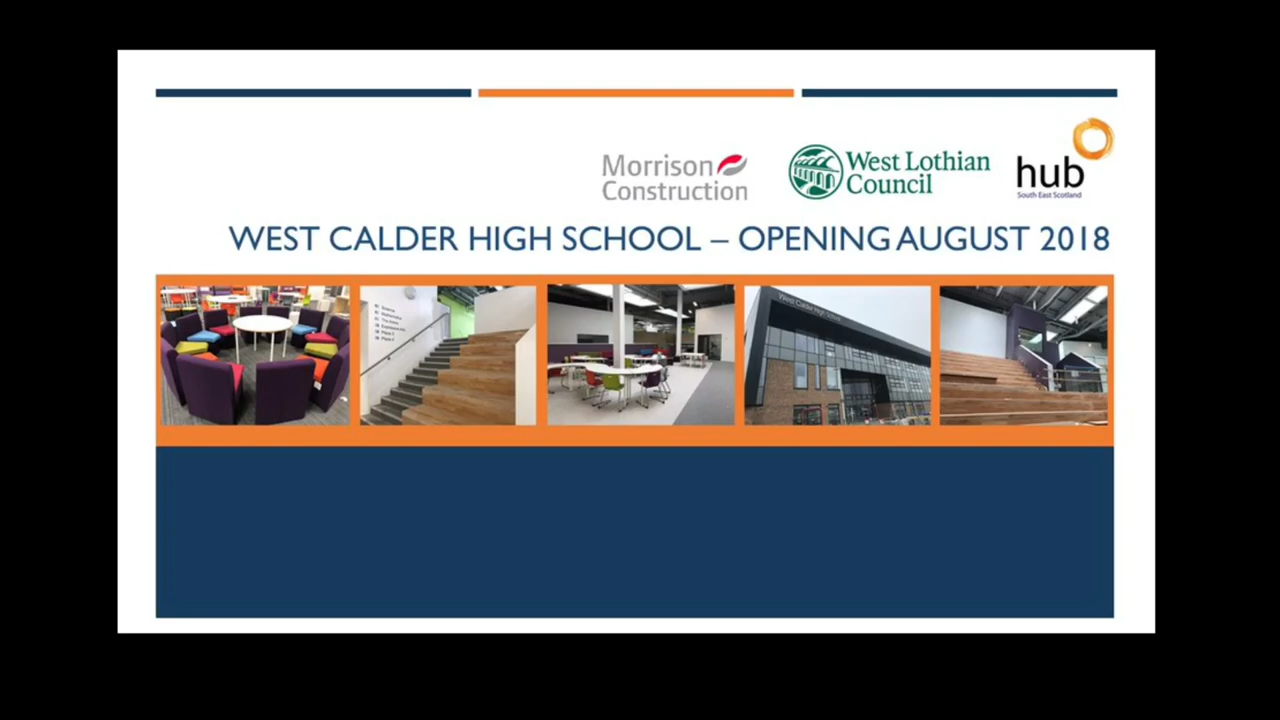 Morrison
Construction
West Lothian
Council
hub
South East Scotland
WEST CALDER HIGH SCHOOL – OPENING AUGUST 2018
West Calder High School